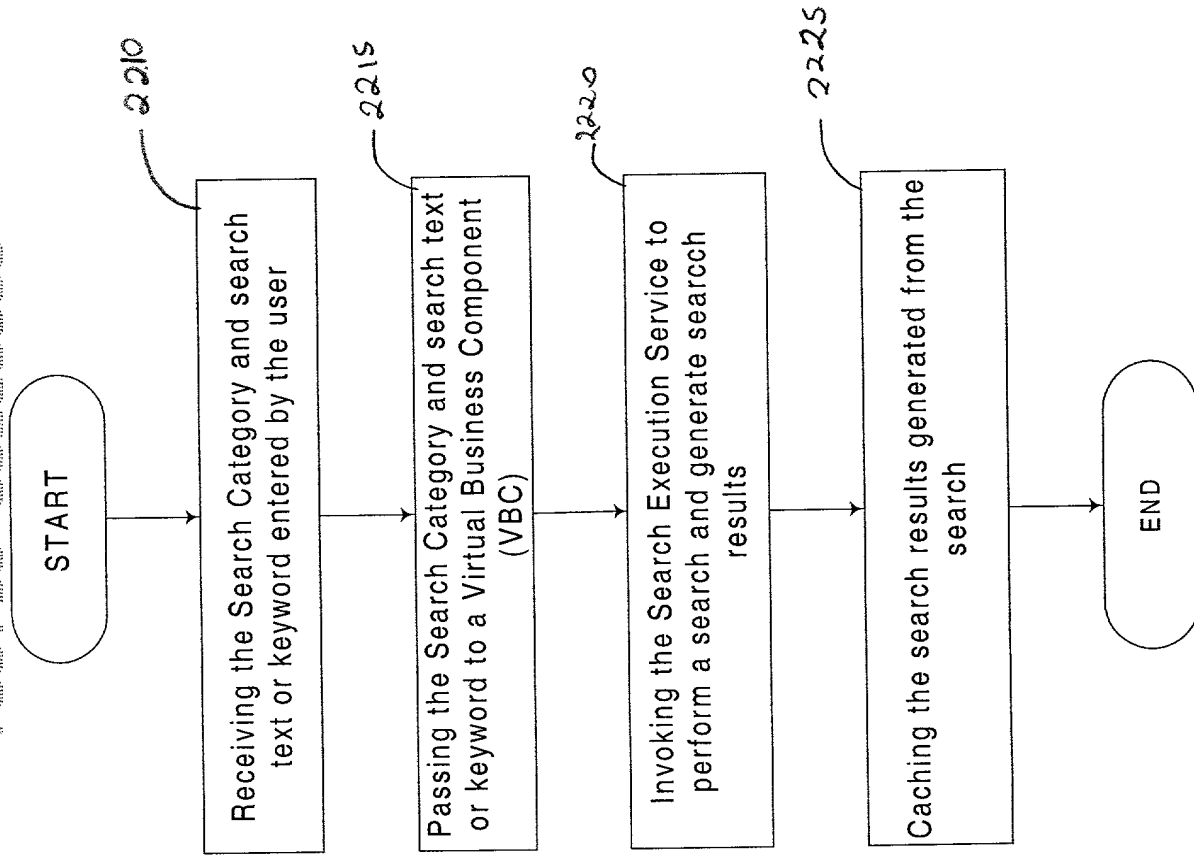 START
2210
Receiving the Search Category and search
text or keyword entered by the user
2215
Passing the Search Category and search text
or keyword to a Virtual Business Component
(VBC)
2220
Invoking the Search Execution Service to
perform a search and generate searcch
results
2225
Caching the search results generated from the
search
END